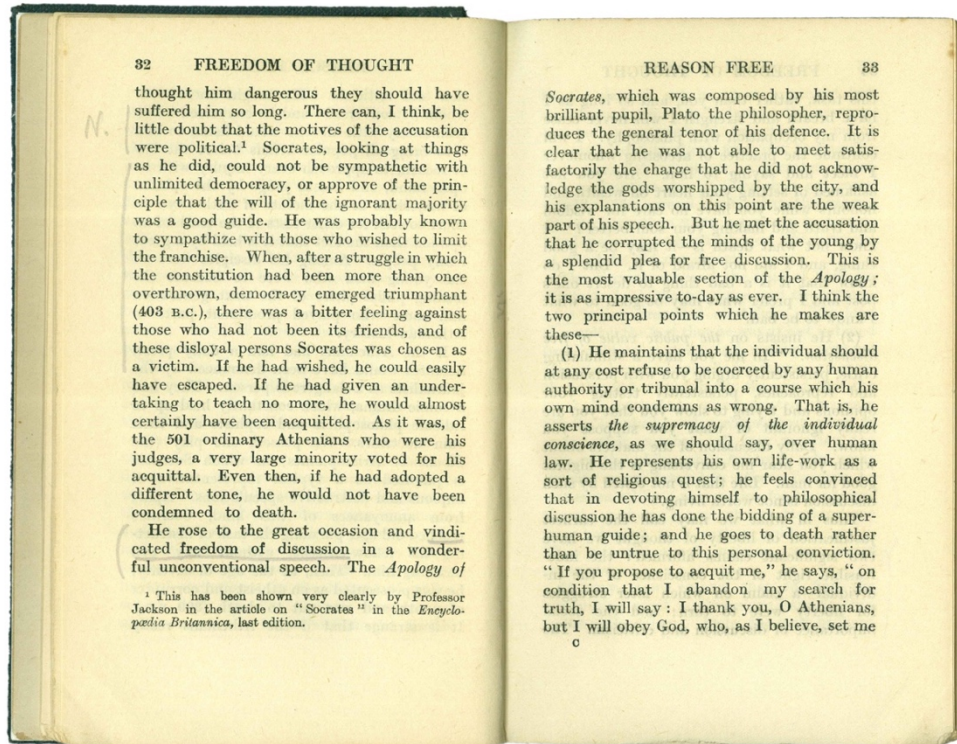 32 FREEDOM OF THOUGHT
N.
thought him dangerous they should have
suffered him so long. There can, I think, be
little doubt that the motives of the accusation
were political.¹ Socrates, looking at things
as he did, could not be sympathetic with
unlimited democracy, or approve of the prin-
ciple that the will of the ignorant majority
was a good guide. He was probably known
to sympathize with those who wished to limit
the franchise. When, after a struggle in which
the constitution had been more than once
overthrown, democracy emerged triumphant
(403 B.C.), there was a bitter feeling against
those who had not been its friends, and of
these disloyal persons Socrates was chosen as
a victim. If he had wished, he could easily
have escaped. If he had given an under-
taking to teach no more, he would almost
certainly have been acquitted. As it was, of
the 501 ordinary Athenians who were his
judges, a very large minority voted for his
acquittal. Even then, if he had adopted a
different tone, he would not have been
condemned to death.
He rose to the great occasion and vindi-
cated freedom of discussion in a wonder-
ful unconventional speech. The Apology of
¹ This has been shown very clearly by Professor
Jackson in the article on " Socrates " in the Encyclo-
pædia Britannica, last edition.
REASON FREE 33
Socrates, which was composed by his most
brilliant pupil, Plato the philosopher, repro-
duces the general tenor of his defence. It is
clear that he was not able to meet satis-
factorily the charge that he did not acknow-
ledge the gods worshipped by the city, and
his explanations on this point are the weak
part of his speech. But he met the accusation
that he corrupted the minds of the young by
a splendid plea for free discussion. This is
the most valuable section of the Apology ;
it is as impressive to-day as ever. I think the
two principal points which he makes are
these—
(1) He maintains that the individual should
at any cost refuse to be coerced by any human
authority or tribunal into a course which his
own mind condemns as wrong. That is, he
asserts the supremacy of the individual
conscience, as we should say, over human
law. He represents his own life-work as a
sort of religious quest ; he feels convinced
that in devoting himself to philosophical
discussion he has done the bidding of a super-
human guide ; and he goes to death rather
than be untrue to this personal conviction.
" If you propose to acquit me," he says, " on
condition that I abandon my search for
truth, I will say : I thank you, O Athenians,
but I will obey God, who, as I believe, set me
C